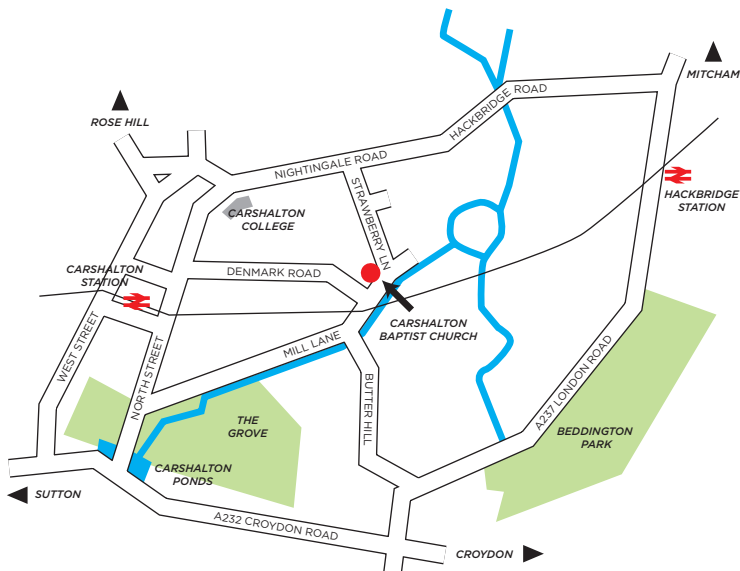 MITCHAM
ROSE HILL
HACKBRIDGE ROAD
NIGHTINGALE ROAD
STRAWBERRY LN
HACKBRIDGE
STATION
CARSHALTON
COLLEGE
CARSHALTON
STATION
DENMARK ROAD
CARSHALTON
BAPTIST CHURCH
WEST STREET
NORTH STREET
MILL LANE
BUTTER HILL
A237 LONDON ROAD
THE
GROVE
BEDDINGTON
PARK
CARSHALTON
PONDS
SUTTON
A232 CROYDON ROAD
CROYDON